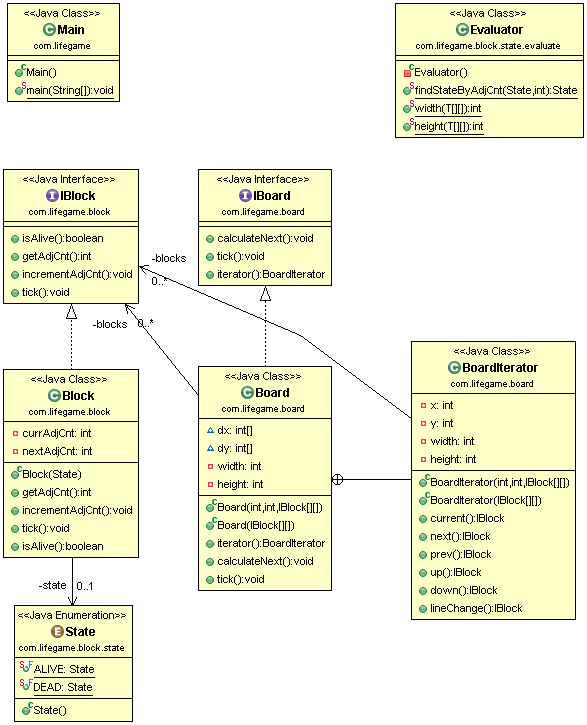 <<Java Class>>
Main
com.lifegame
Main()
main(String[]):void
<<Java Class>>
Evaluator
com.lifegame.block.state.evaluate
Evaluator()
findStateByAdjCnt(State,int):State
width(T[][]):int
height(T[][]):int
<<Java Interface>>
IBlock
com.lifegame.block
isAlive():boolean
getAdjCnt():int
incrementAdjCnt():void
tick():void
<<Java Interface>>
IBoard
com.lifegame.board
calculateNext():void
tick():void
iterator():BoardIterator
-blocks
0..*
-blocks
0..*
<<Java Class>>
Block
com.lifegame.block
currAdjCnt: int
nextAdjCnt: int
Block(State)
getAdjCnt():int
incrementAdjCnt():void
tick():void
isAlive():boolean
<<Java Class>>
Board
com.lifegame.board
dx: int[]
dy: int[]
width: int
height: int
Board(int,int,IBlock[][])
Board(IBlock[][])
iterator():BoardIterator
calculateNext():void
tick():void
<<Java Class>>
BoardIterator
com.lifegame.board
x: int
y: int
width: int
height: int
BoardIterator(int,int,IBlock[][])
BoardIterator(IBlock[][])
current():IBlock
next():IBlock
prev():IBlock
up():IBlock
down():IBlock
lineChange():IBlock
-state
0..1
<<Java Enumeration>>
State
com.lifegame.block.state
ALIVE: State
DEAD: State
State()